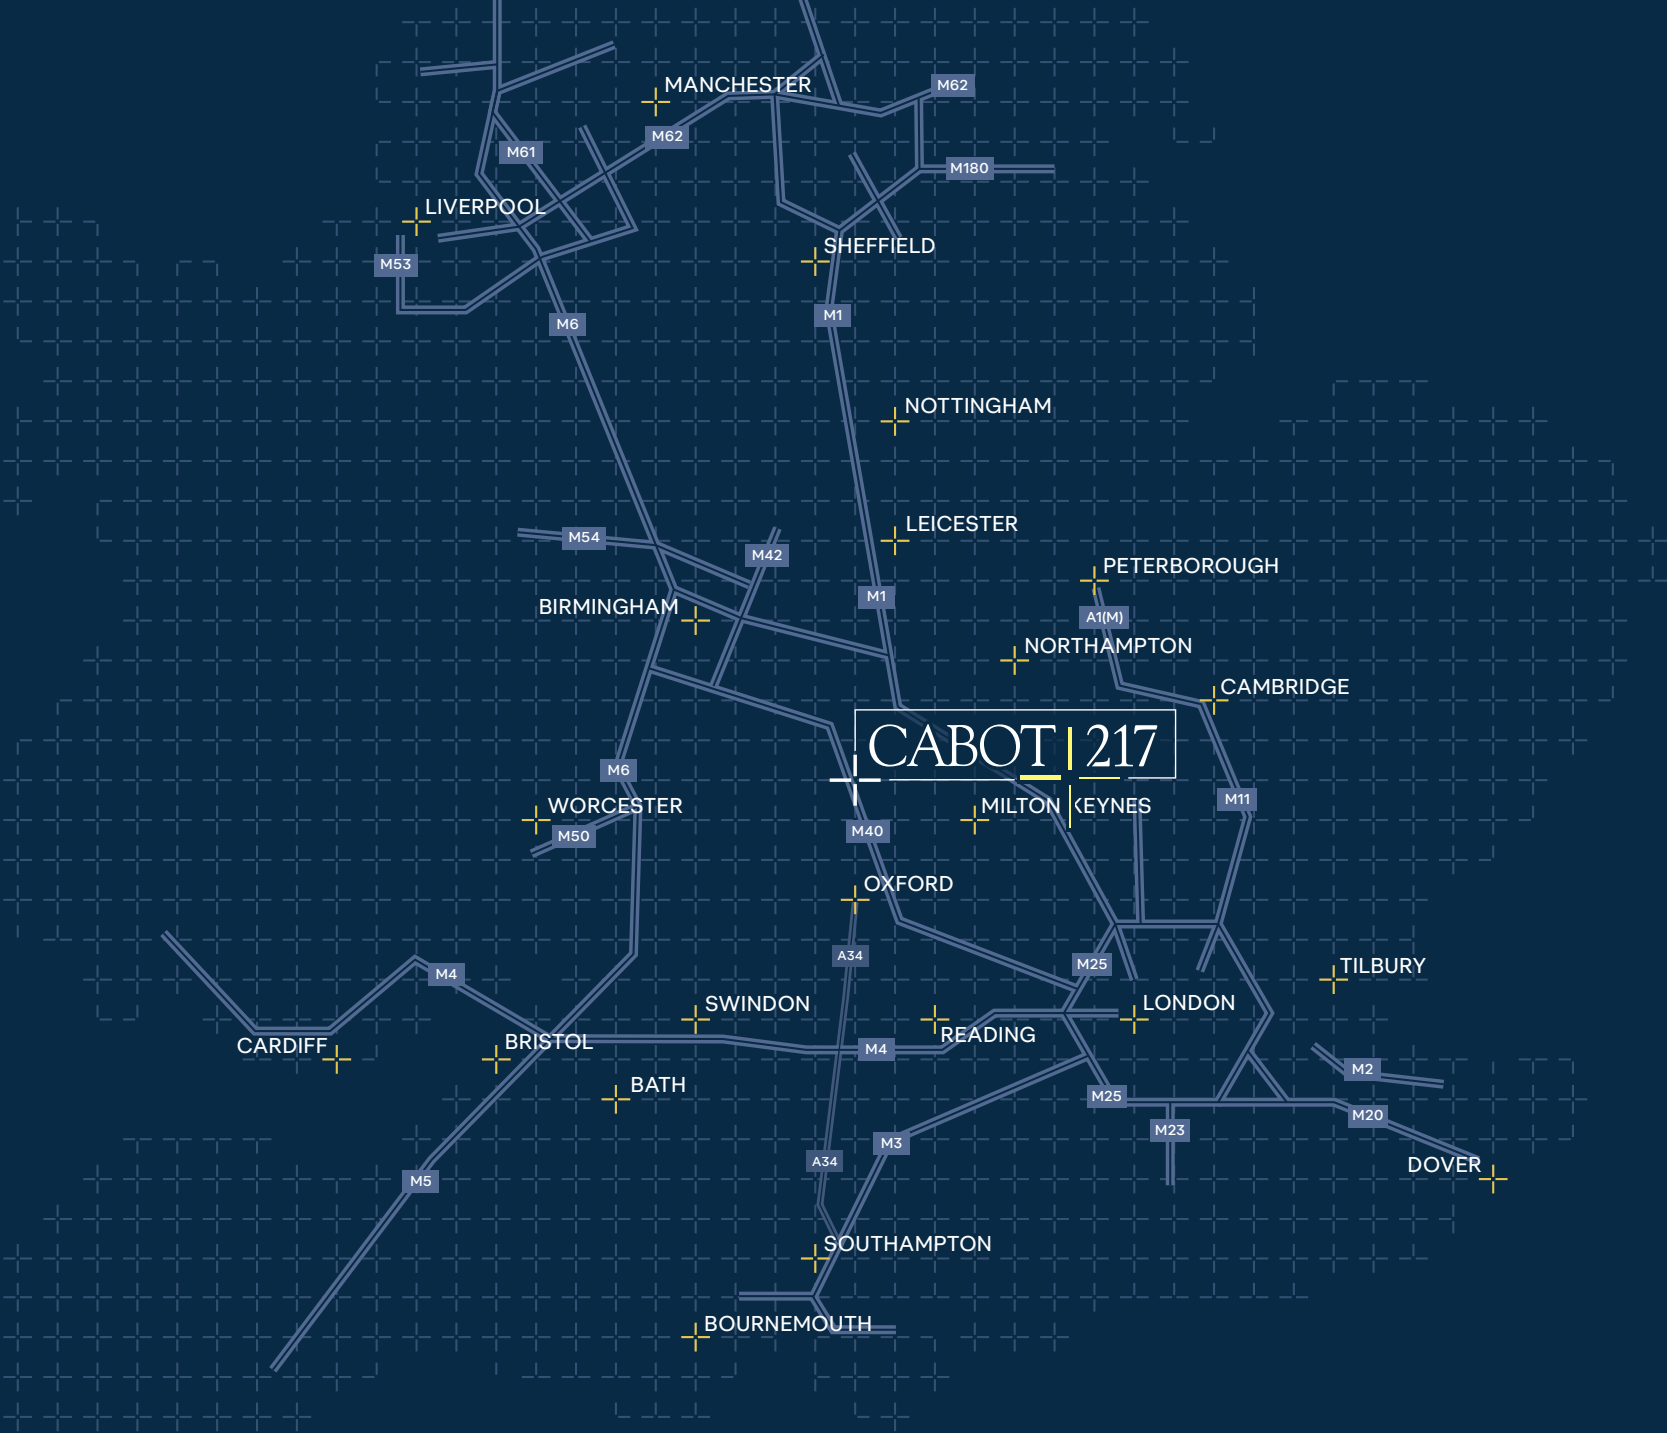 MANCHESTER
M62
M62
M61
M180
LIVERPOOL
SHEFFIELD
M53
M1
M6
NOTTINGHAM
LEICESTER
M54
M42
PETERBOROUGH
M1
BIRMINGHAM
A1(M)
NORTHAMPTON
CAMBRIDGE
CABOT 217
M6
M11
WORCESTER
MILTON KEYNES
M50
M40
OXFORD
A34
M25
TILBURY
M4
SWINDON
LONDON
READING
BRISTOL
CARDIFF
M4
M2
BATH
M25
M20
M23
M3
A34
DOVER
M5
SOUTHAMPTON
BOURNEMOUTH